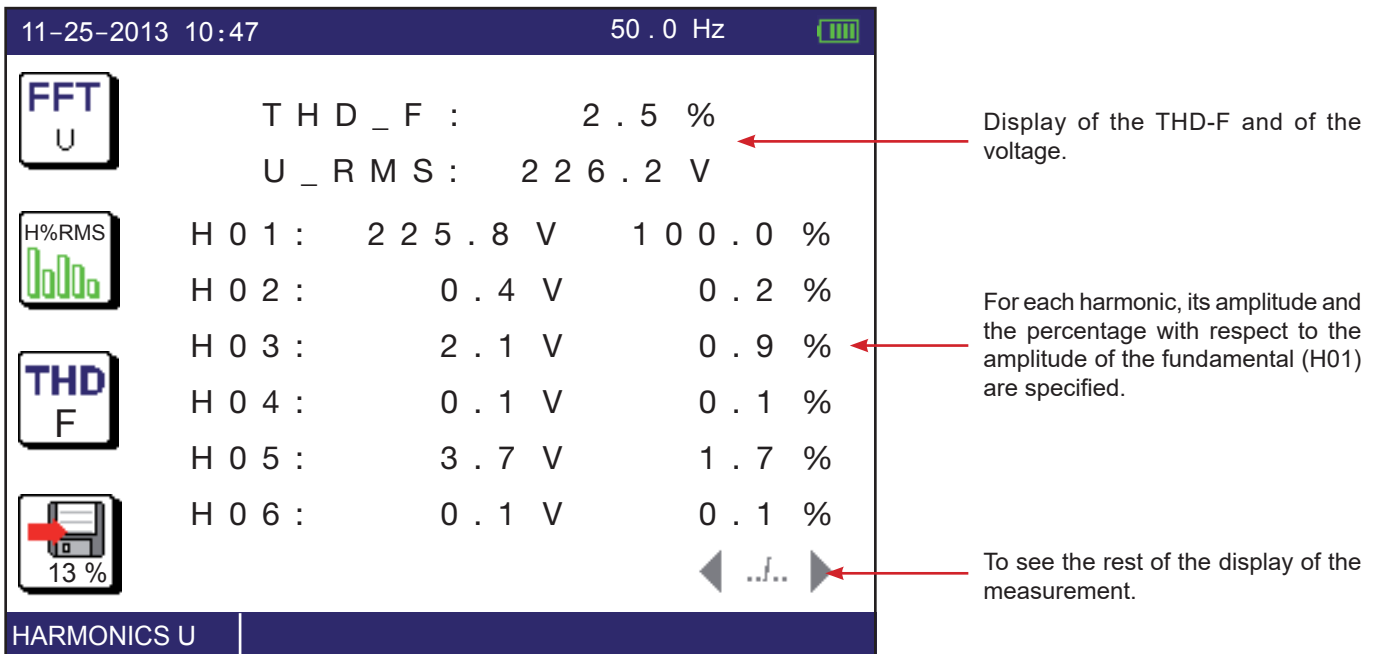 11-25-2013 10:47 50.0 Hz
FFT
U
THD_F: 2.5 %
U_RMS: 226.2 V
Display of the THD-F and of the
voltage.
H%RMS
H01: 225.8 V 100.0 %
H02: 0.4 V 0.2 %
H03: 2.1 V 0.9 %
H04: 0.1 V 0.1 %
H05: 3.7 V 1.7 %
H06: 0.1 V 0.1 %
For each harmonic, its amplitude and
the percentage with respect to the
amplitude of the fundamental (H01)
are specified.
THD
F
13 %
../..
To see the rest of the display of the
measurement.
HARMONICS U